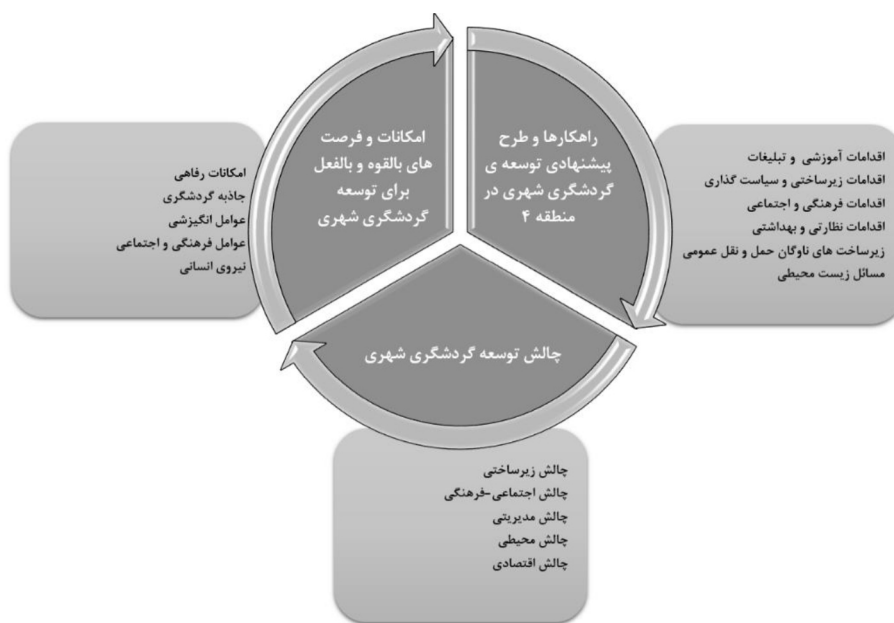 راهکارها و طرح
پیشنهادی توسعه ی
گردشگری شهری در
منطقه ۴
اقدامات آموزشی و تبلیغات
اقدامات زیرساختی و سیاست گذاری
اقدامات فرهنگی و اجتماعی
اقدامات نظارتی و بهداشتی
زیرساخت های ناوگان حمل و نقل عمومی
مسائل زیست محیطی
امکانات و فرصت
های بالقوه و بالفعل
برای توسعه
گردشگری شهری
امکانات رفاهی
جاذبه گردشگری
عوامل انگیزشی
عوامل فرهنگی و اجتماعی
نیروی انسانی
چالش توسعه گردشگری شهری
چالش زیرساختی
چالش اجتماعی-فرهنگی
چالش مدیریتی
چالش محیطی
چالش اقتصادی